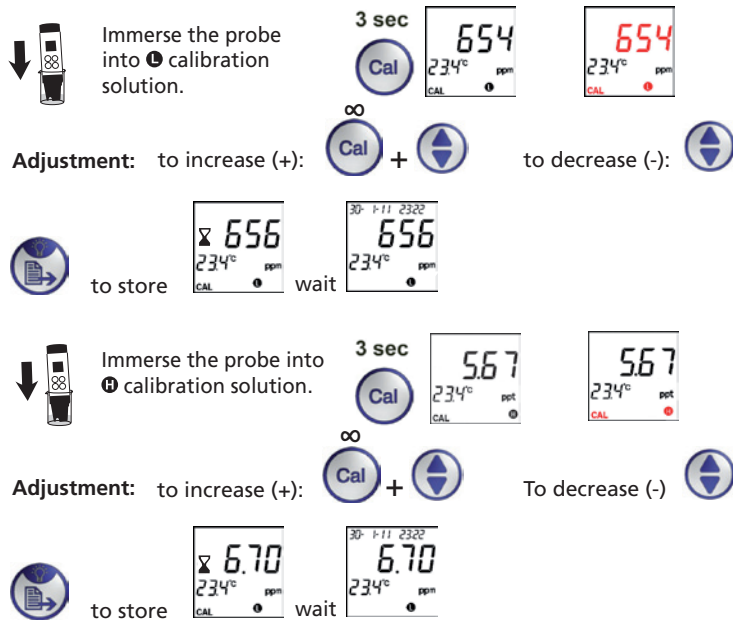 Immerse the probe
into L calibration
solution.
3 sec
Cal
654
23.4°C ppm
CAL L
654
23.4°C ppm
CAL L
Adjustment: to increase (+): ∞ Cal + to decrease (-):
to store
656
23.4°C ppm
CAL L
wait
30- 1-11 23:22
656
23.4°C ppm
L
Immerse the probe into
H calibration solution.
3 sec
Cal
5.67
23.4°C ppt
CAL H
5.67
23.4°C ppt
CAL H
Adjustment: to increase (+): ∞ Cal + To decrease (-)
to store
6.70
23.4°C ppm
CAL L
wait
30- 1-11 23:22
6.70
23.4°C ppm
L